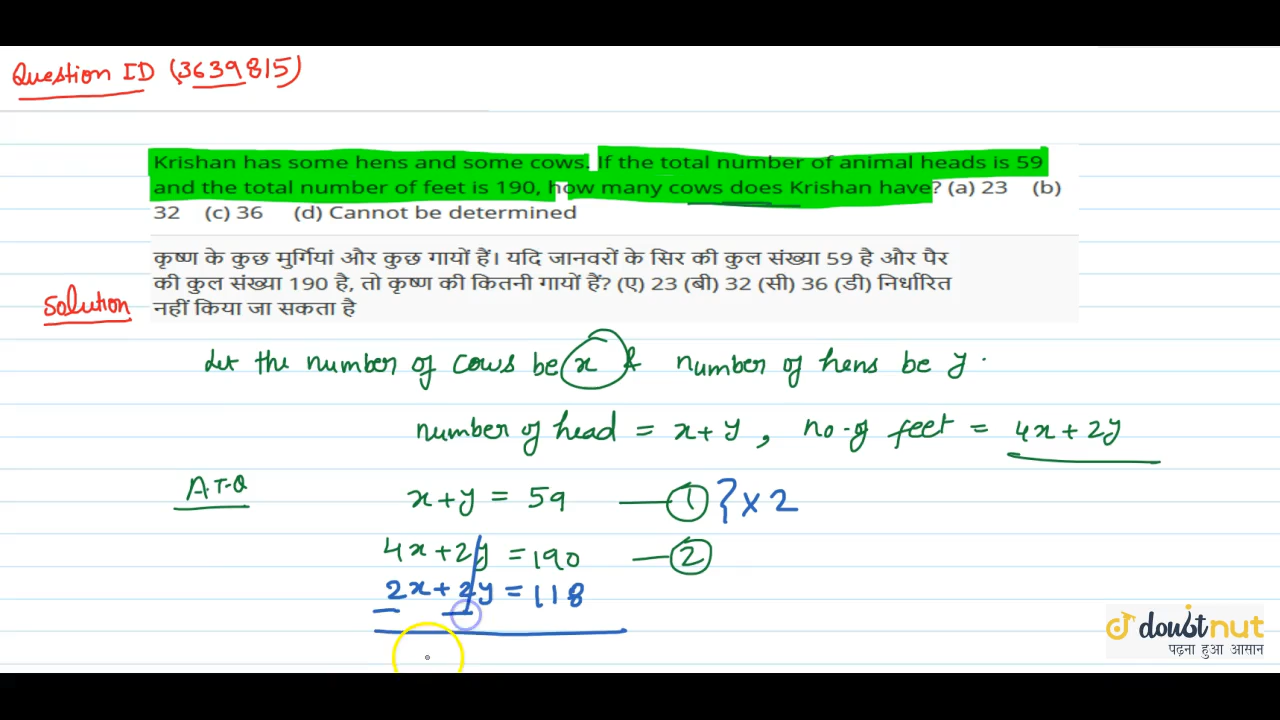 Question ID (3639815)
Krishan has some hens and some cows. If the total number of animal heads is 59
and the total number of feet is 190, how many cows does Krishan have? (a) 23 (b)
32 (c) 36 (d) Cannot be determined
कृष्ण के कुछ मुर्गियां और कुछ गायों हैं। यदि जानवरों के सिर की कुल संख्या 59 है और पैर
की कुल संख्या 190 है, तो कृष्ण की कितनी गायों हैं? (ए) 23 (बी) 32 (सी) 36 (डी) निर्धारित
नहीं किया जा सकता है
Solution
Let the number of cows be x & number of hens be y.
number of head = x+y, no. of feet = 4x+2y
A.T.Q
x+y = 59 — ① } x 2
4x+2y = 190 — ②
2x+2y = 118
doubtnut
पढ़ना हुआ आसान